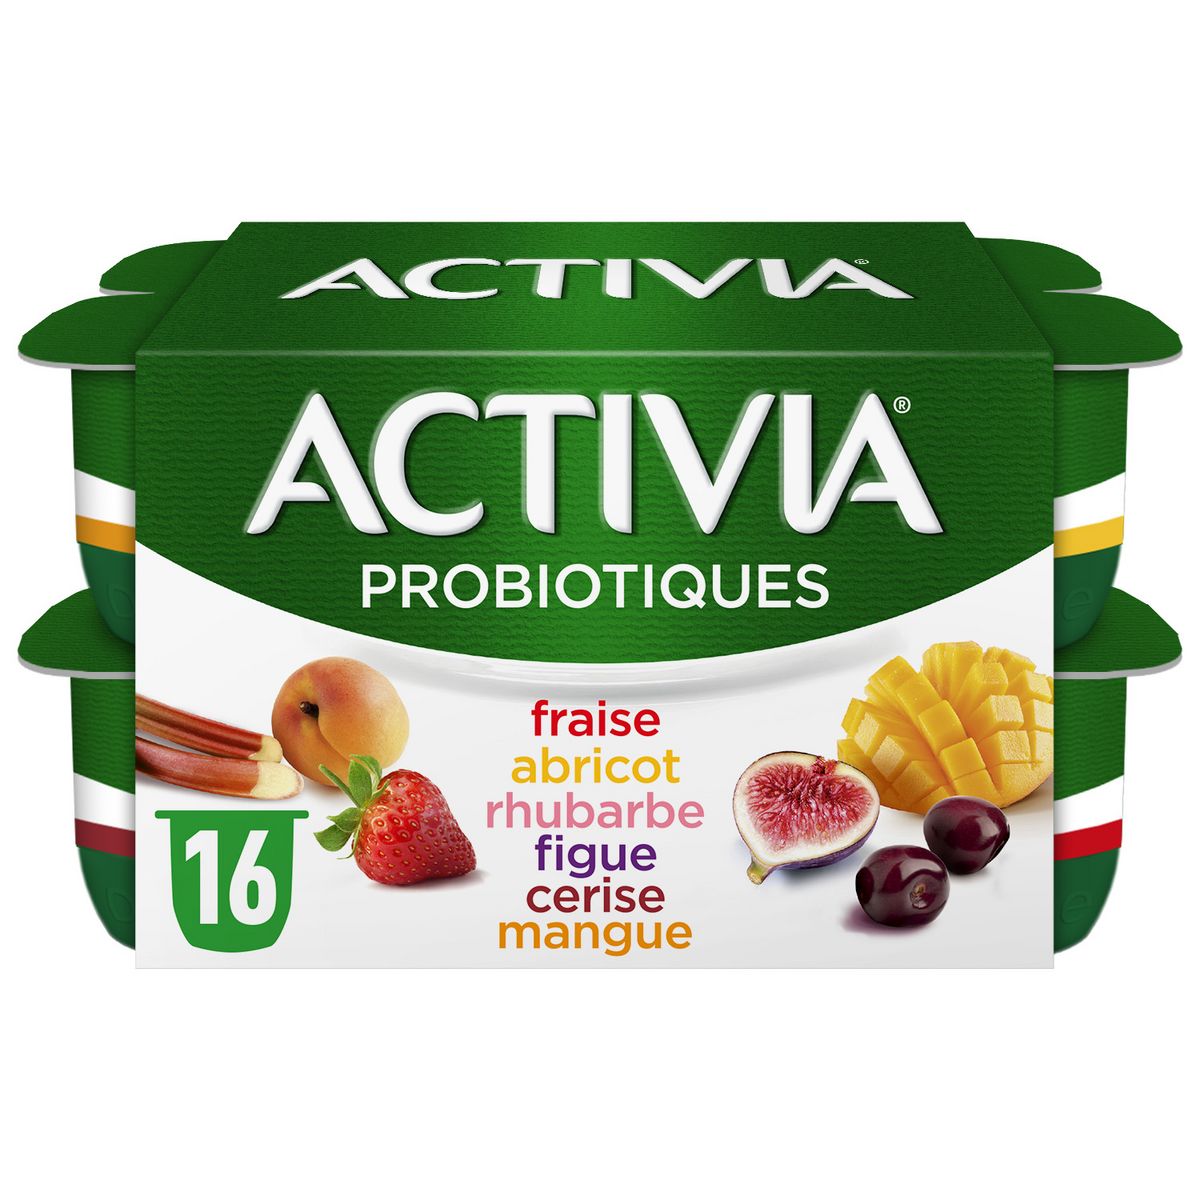 ACTIVIA®
ACTIVIA®
PROBIOTIQUES
fraise
abricot
rhubarbe
figue
cerise
mangue
16